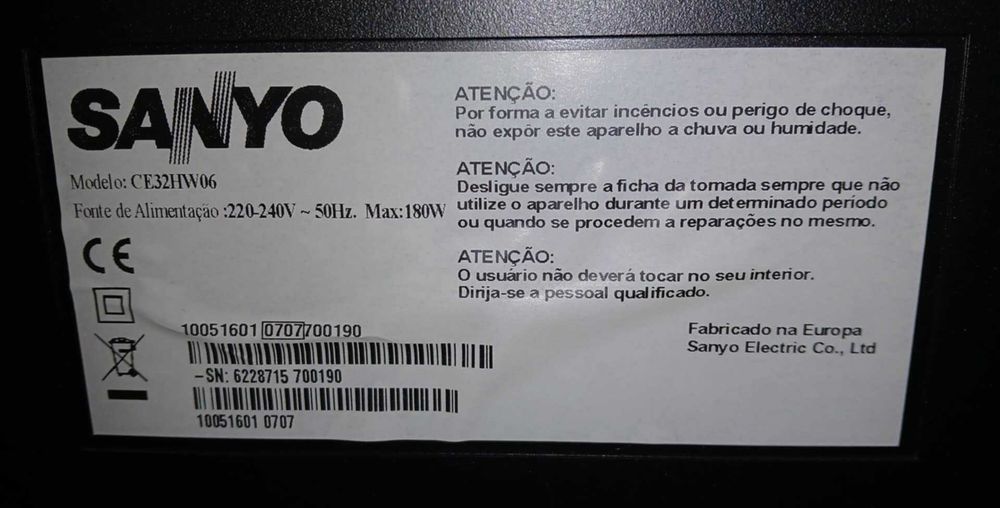 SANYO
Modelo: CE32HW06
Fonte de Alimentação :220-240V ~ 50Hz. Max:180W
CE
10051601 0707700190
-SN: 6228715 700190
10051601 0707
ATENÇÃO:
Por forma a evitar incêncios ou perigo de choque,
não expôr este aparelho a chuva ou humidade.
ATENÇÃO:
Desligue sempre a ficha da tomada sempre que não
utilize o aparelho durante um determinado período
ou quando se procedem a reparações no mesmo.
ATENÇÃO:
O usuário não deverá tocar no seu interior.
Dirija-se a pessoal qualificado.
Fabricado na Europa
Sanyo Electric Co., Ltd